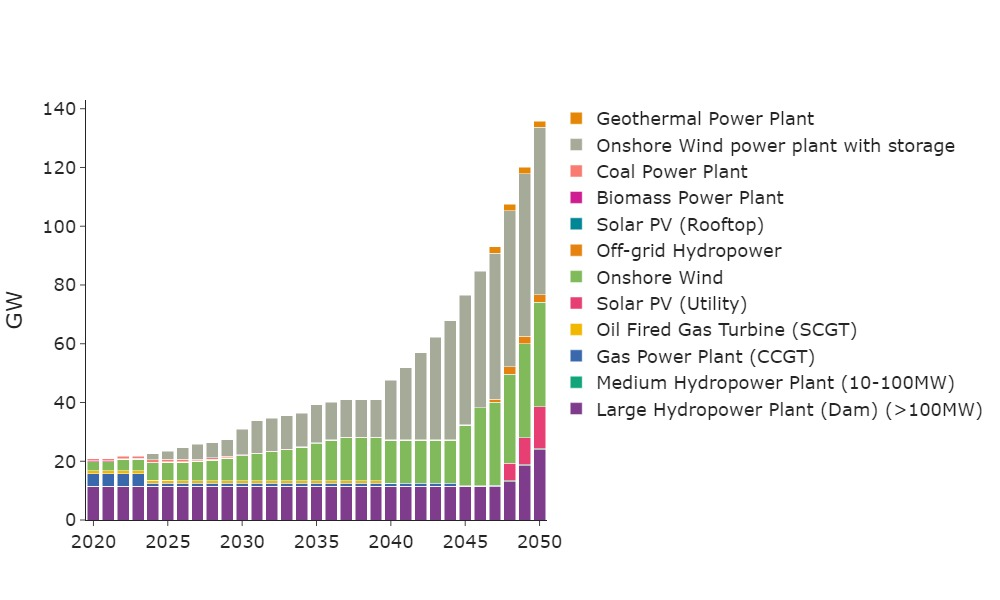 GW
140
120
100
80
60
40
20
0
2020 2025 2030 2035 2040 2045 2050
Geothermal Power Plant
Onshore Wind power plant with storage
Coal Power Plant
Biomass Power Plant
Solar PV (Rooftop)
Off-grid Hydropower
Onshore Wind
Solar PV (Utility)
Oil Fired Gas Turbine (SCGT)
Gas Power Plant (CCGT)
Medium Hydropower Plant (10-100MW)
Large Hydropower Plant (Dam) (>100MW)